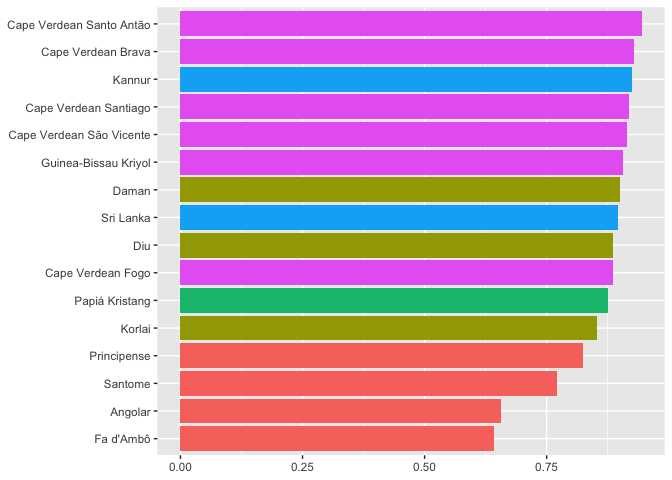 Cape Verdean Santo Antão
Cape Verdean Brava
Kannur
Cape Verdean Santiago
Cape Verdean São Vicente
Guinea-Bissau Kriyol
Daman
Sri Lanka
Diu
Cape Verdean Fogo
Papiá Kristang
Korlai
Principense
Santome
Angolar
Fa d'Ambô
0.00 0.25 0.50 0.75